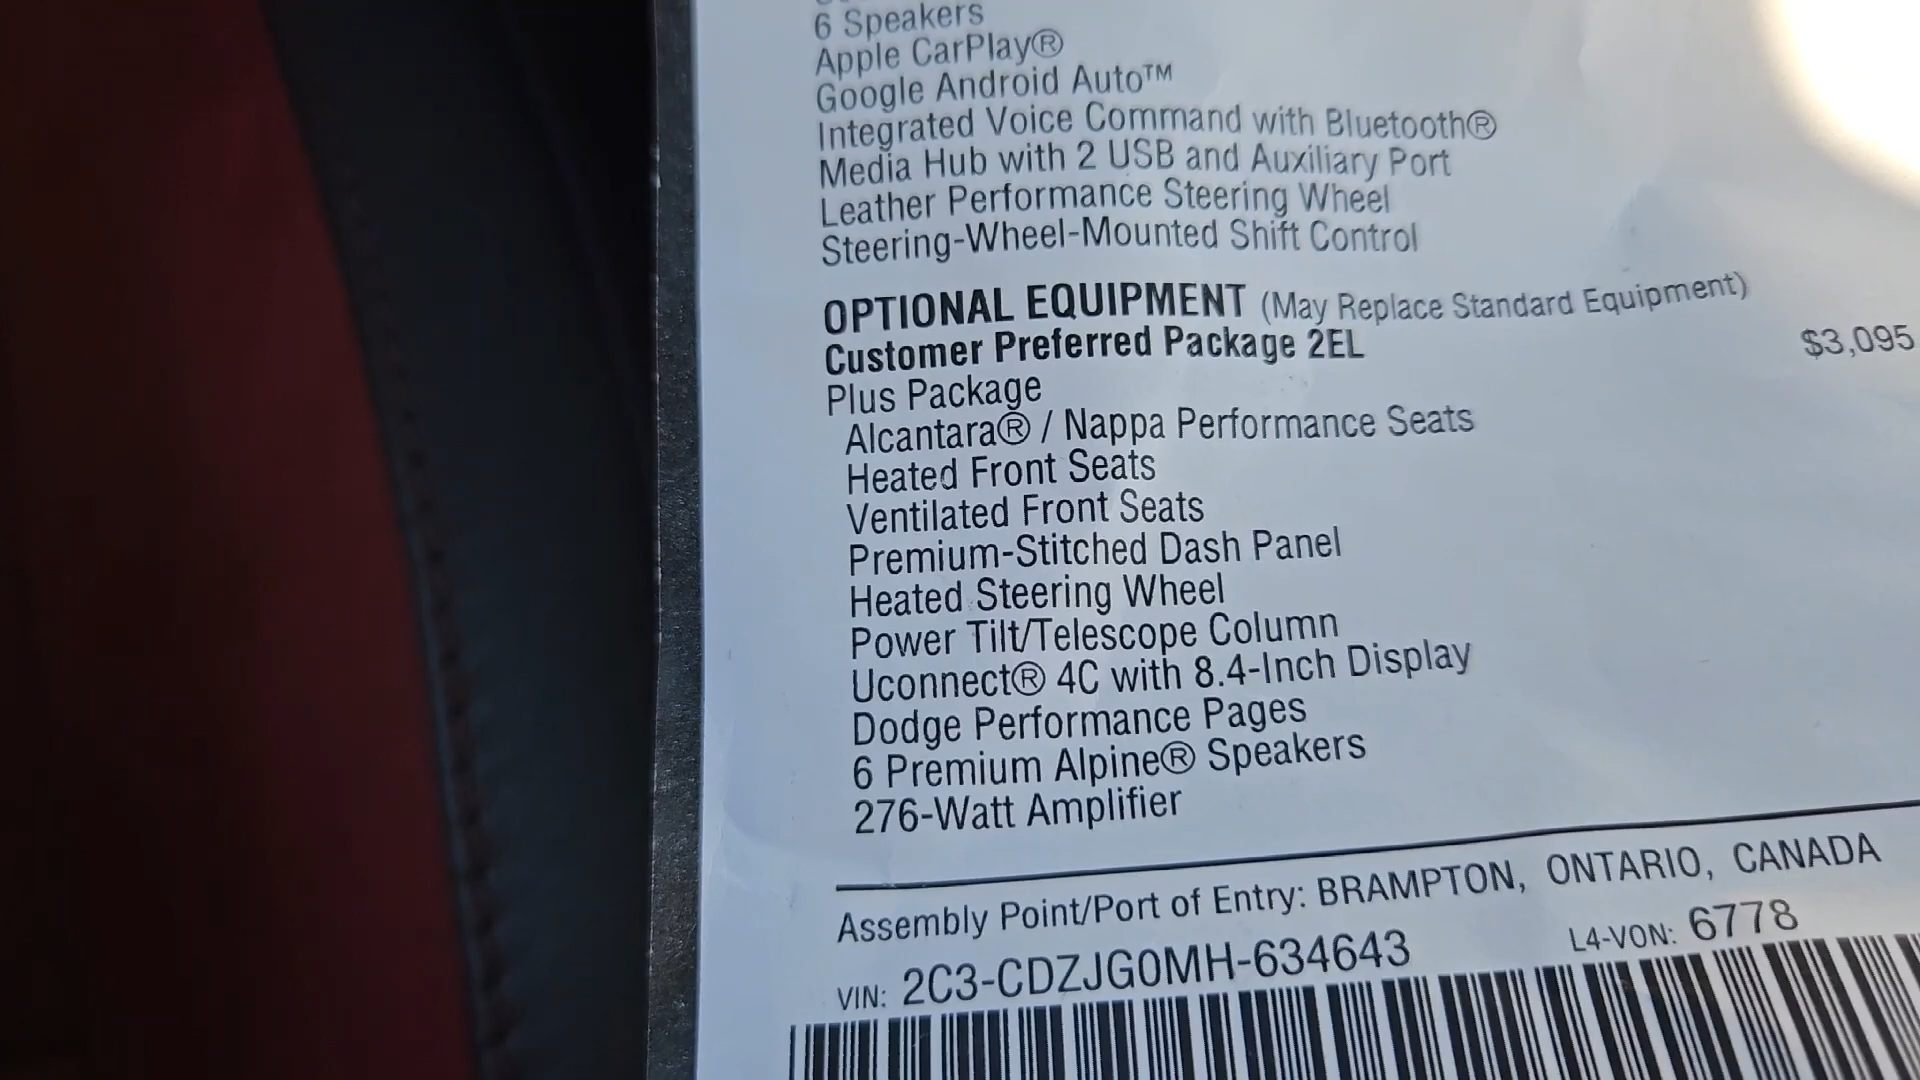 6 Speakers
Apple CarPlay®
Google Android Auto™
Integrated Voice Command with Bluetooth®
Media Hub with 2 USB and Auxiliary Port
Leather Performance Steering Wheel
Steering-Wheel-Mounted Shift Control
OPTIONAL EQUIPMENT (May Replace Standard Equipment)
Customer Preferred Package 2EL $3,095
Plus Package
Alcantara® / Nappa Performance Seats
Heated Front Seats
Ventilated Front Seats
Premium-Stitched Dash Panel
Heated Steering Wheel
Power Tilt/Telescope Column
Uconnect® 4C with 8.4-Inch Display
Dodge Performance Pages
6 Premium Alpine® Speakers
276-Watt Amplifier
Assembly Point/Port of Entry: BRAMPTON, ONTARIO, CANADA
VIN: 2C3-CDZJG0MH-634643 L4-VON: 6778